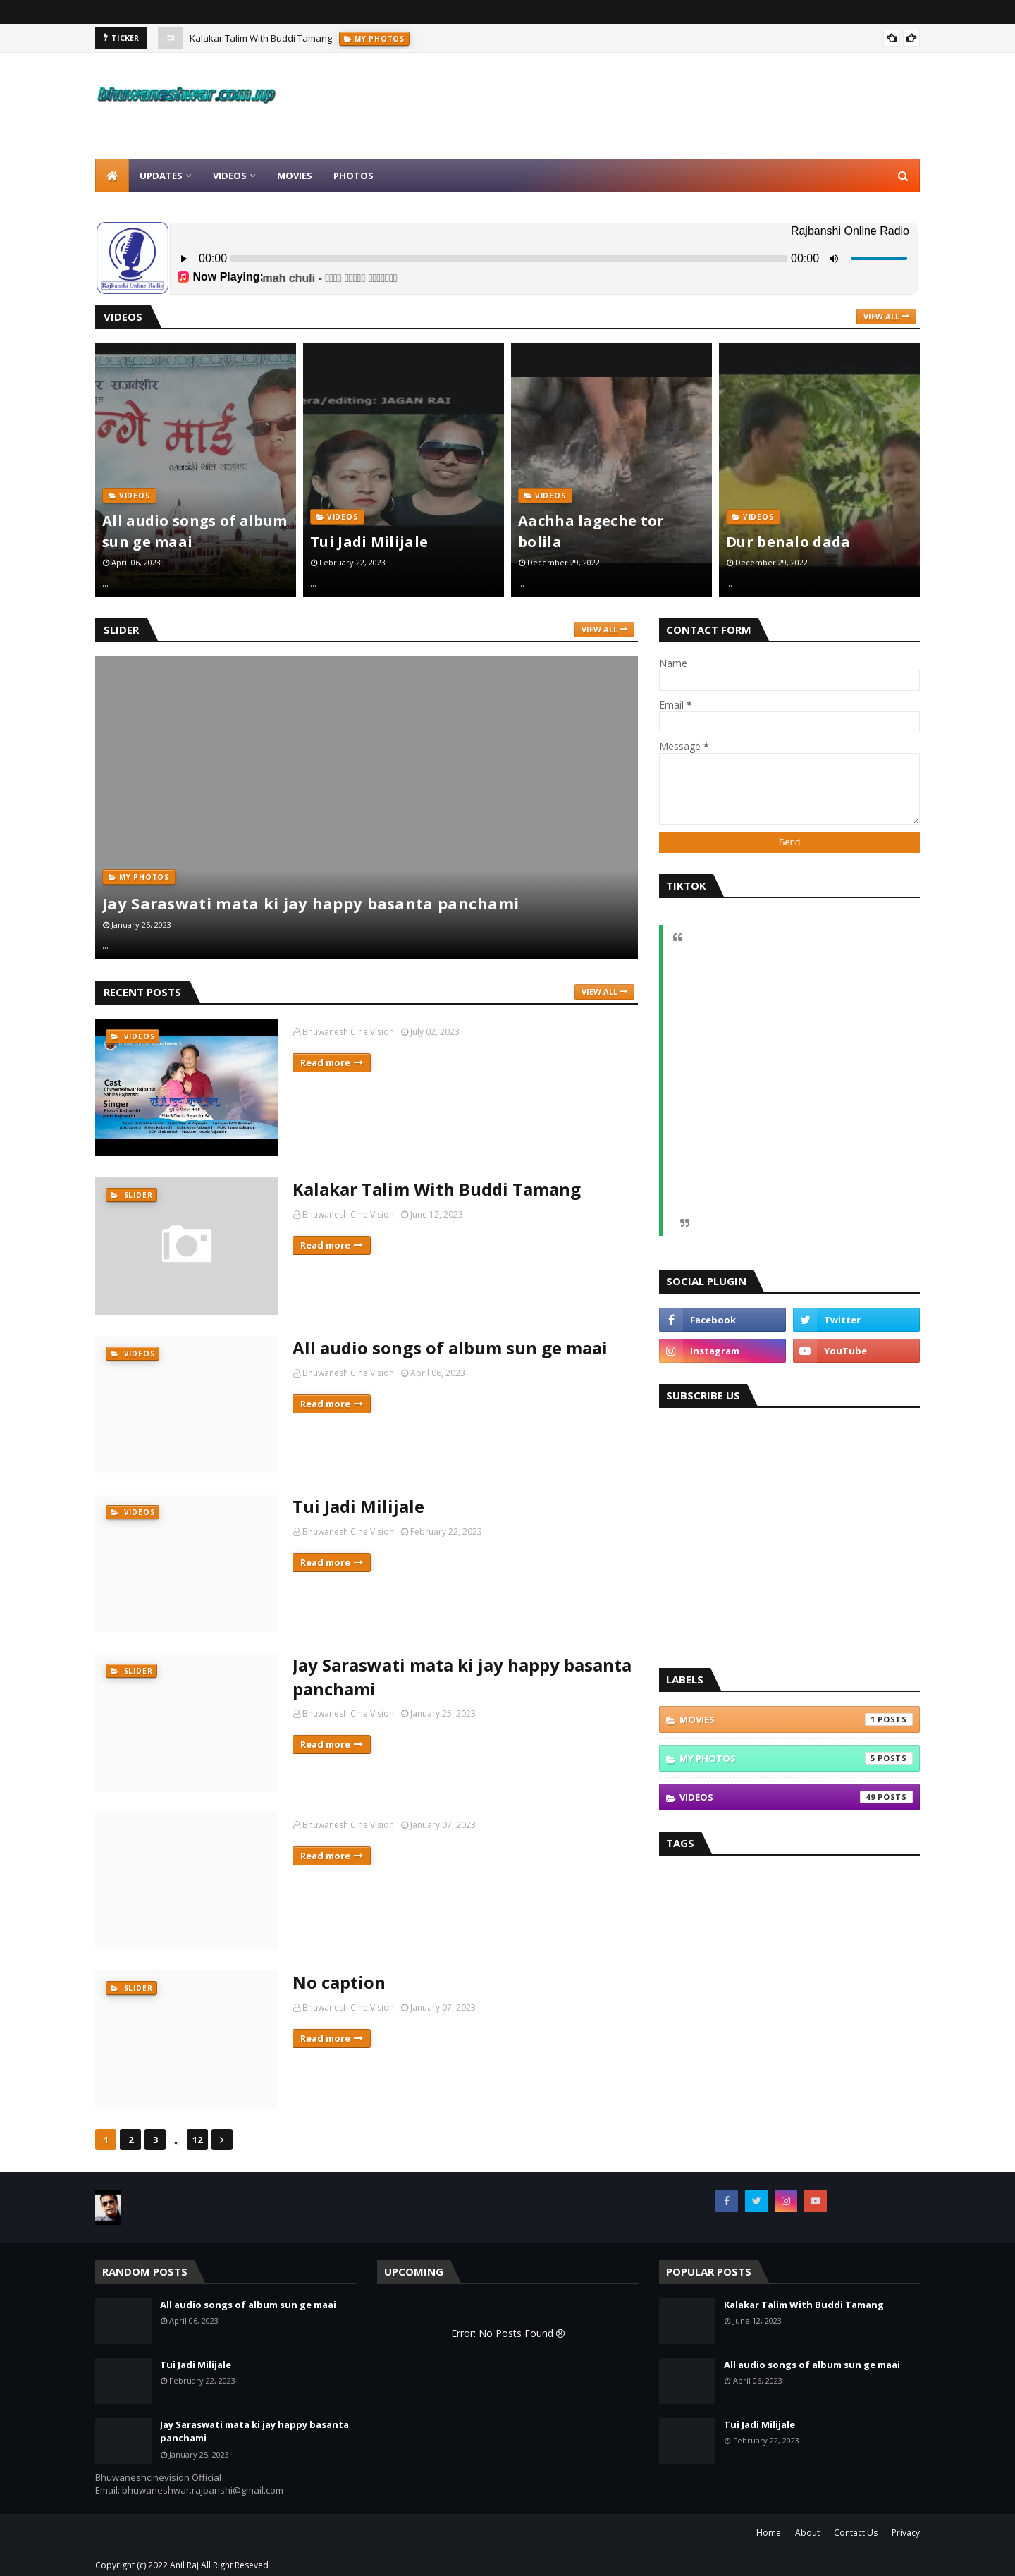 TICKER
Kalakar Talim With Buddi Tamang MY PHOTOS
bhuwaneshwar.com.np
UPDATES VIDEOS MOVIES PHOTOS
Rajbanshi Online Radio
Rajbanshi Online Radio
00:00 00:00
Now Playing: mah chuli -
VIDEOS
VIEW ALL
VIDEOS
All audio songs of album sun ge maai
April 06, 2023
...
era/editing: JAGAN RAI
VIDEOS
Tui Jadi Milijale
February 22, 2023
...
VIDEOS
Aachha lageche tor bolila
December 29, 2022
...
VIDEOS
Dur benalo dada
December 29, 2022
...
SLIDER
VIEW ALL
MY PHOTOS
Jay Saraswati mata ki jay happy basanta panchami
January 25, 2023
...
RECENT POSTS
VIEW ALL
VIDEOS
Cast
Singer
Bhuwanesh Cine Vision July 02, 2023
Read more
SLIDER
Kalakar Talim With Buddi Tamang
Bhuwanesh Cine Vision June 12, 2023
Read more
VIDEOS
All audio songs of album sun ge maai
Bhuwanesh Cine Vision April 06, 2023
Read more
VIDEOS
Tui Jadi Milijale
Bhuwanesh Cine Vision February 22, 2023
Read more
SLIDER
Jay Saraswati mata ki jay happy basanta
panchami
Bhuwanesh Cine Vision January 25, 2023
Read more
Bhuwanesh Cine Vision January 07, 2023
Read more
SLIDER
No caption
Bhuwanesh Cine Vision January 07, 2023
Read more
1 2 3 ... 12
CONTACT FORM
Name
Email *
Message *
Send
TIKTOK
SOCIAL PLUGIN
Facebook
Twitter
Instagram
YouTube
SUBSCRIBE US
LABELS
MOVIES 1 POSTS
MY PHOTOS 5 POSTS
VIDEOS 49 POSTS
TAGS
RANDOM POSTS
All audio songs of album sun ge maai
April 06, 2023
Tui Jadi Milijale
February 22, 2023
Jay Saraswati mata ki jay happy basanta
panchami
January 25, 2023
Bhuwaneshcinevision Official
Email: bhuwaneshwar.rajbanshi@gmail.com
UPCOMING
Error: No Posts Found
POPULAR POSTS
Kalakar Talim With Buddi Tamang
June 12, 2023
All audio songs of album sun ge maai
April 06, 2023
Tui Jadi Milijale
February 22, 2023
Home About Contact Us Privacy
Copyright (c) 2022 Anil Raj All Right Reseved